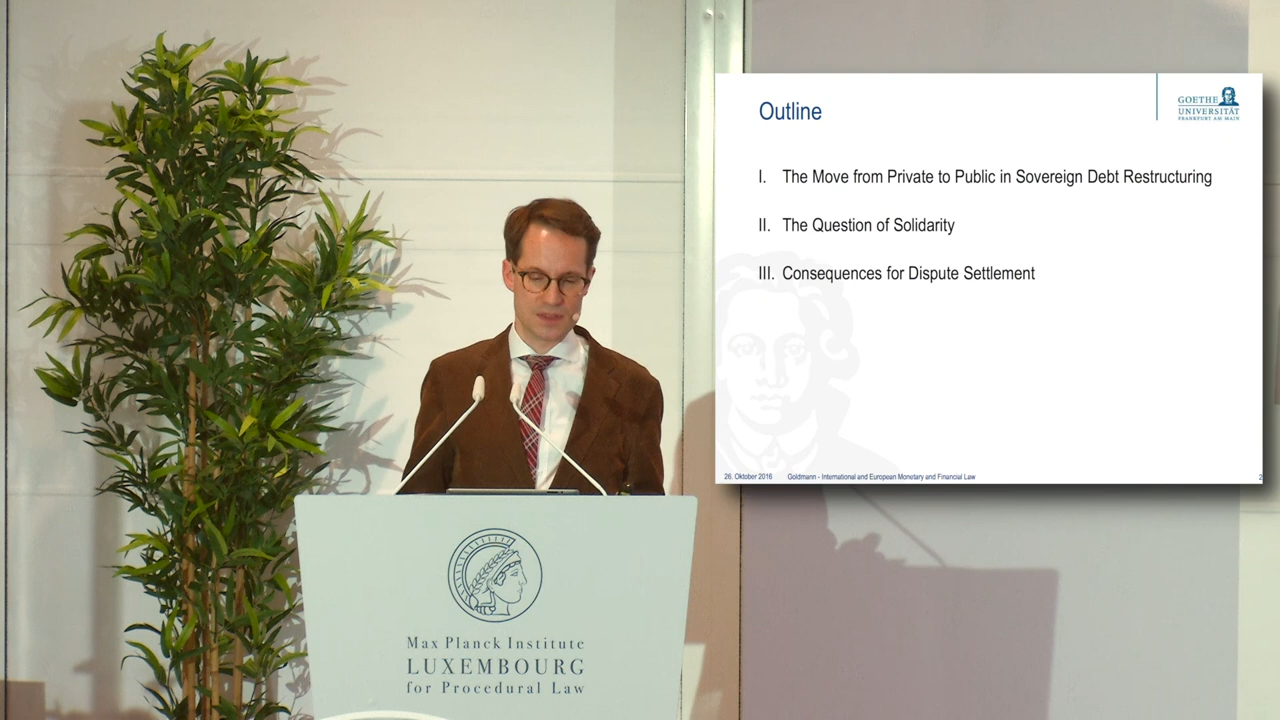 Outline
GOETHE
UNIVERSITÄT
FRANKFURT AM MAIN
I. The Move from Private to Public in Sovereign Debt Restructuring
II. The Question of Solidarity
III. Consequences for Dispute Settlement
26. Oktober 2016 Goldmann - International and European Monetary and Financial Law 2
Max Planck Institute
LUXEMBOURG
for Procedural Law